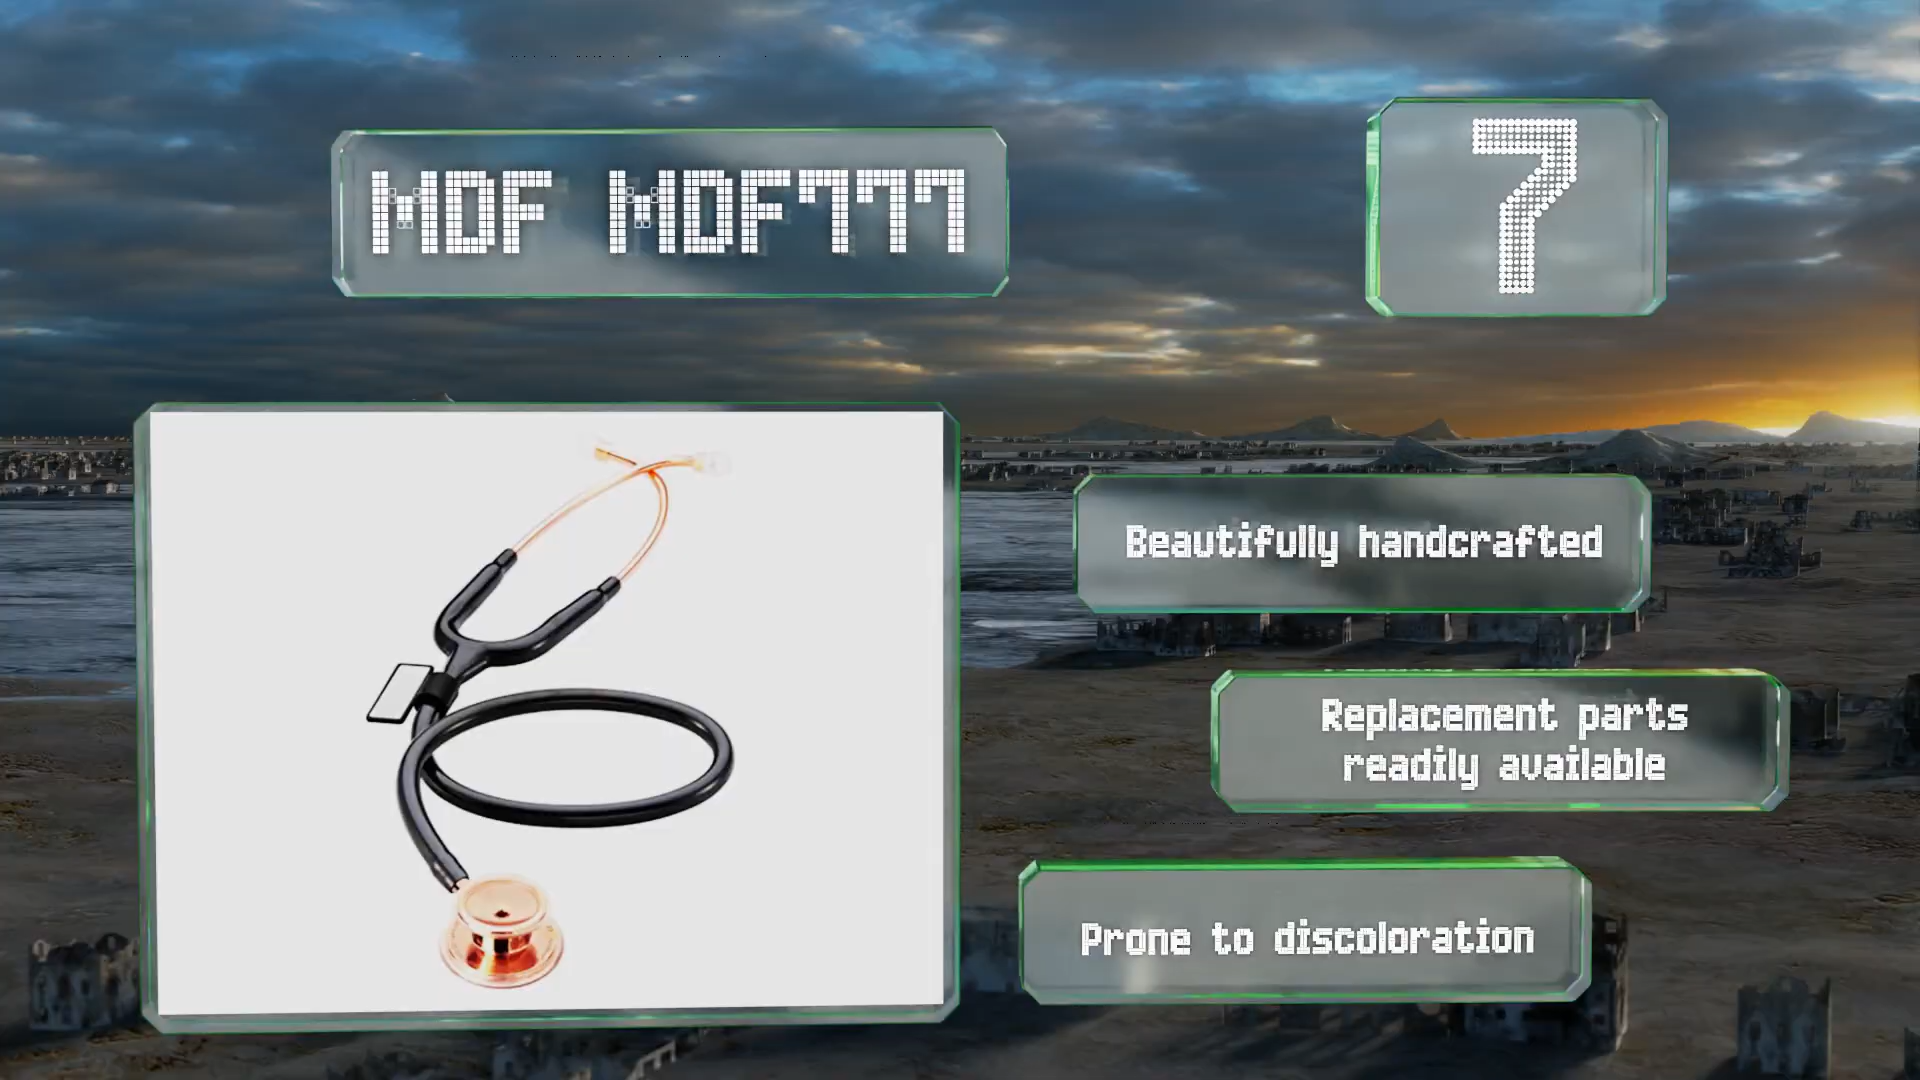 MDF MDF777
7
Beautifully handcrafted
Replacement parts
readily available
Prone to discoloration